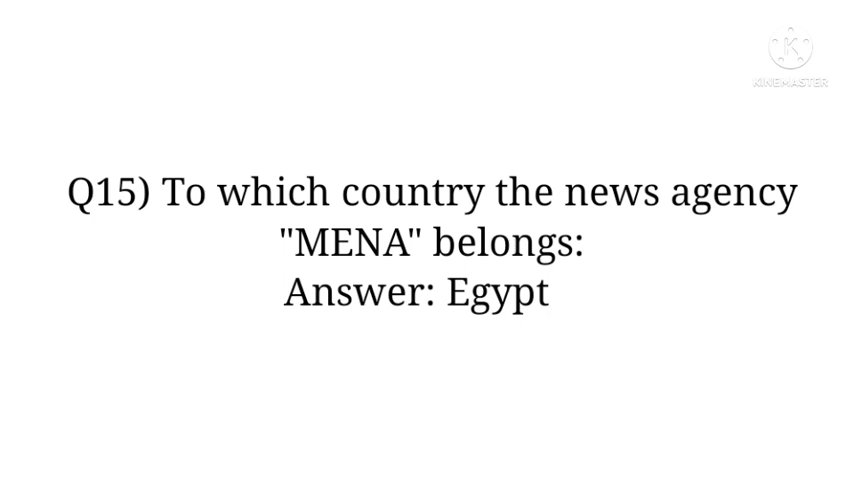 KINEMASTER
Q15) To which country the news agency
"MENA" belongs:
Answer: Egypt